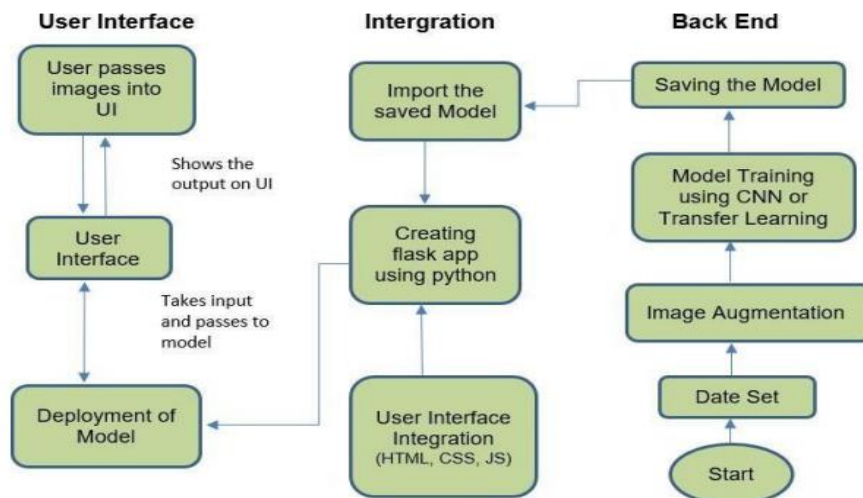 User Interface
Intergration
Back End
User passes
images into
UI
Shows the
output on UI
User
Interface
Takes input
and passes to
model
Deployment of
Model
Import the
saved Model
Creating
flask app
using python
User Interface
Integration
(HTML, CSS, JS)
Saving the Model
Model Training
using CNN or
Transfer Learning
Image Augmentation
Date Set
Start